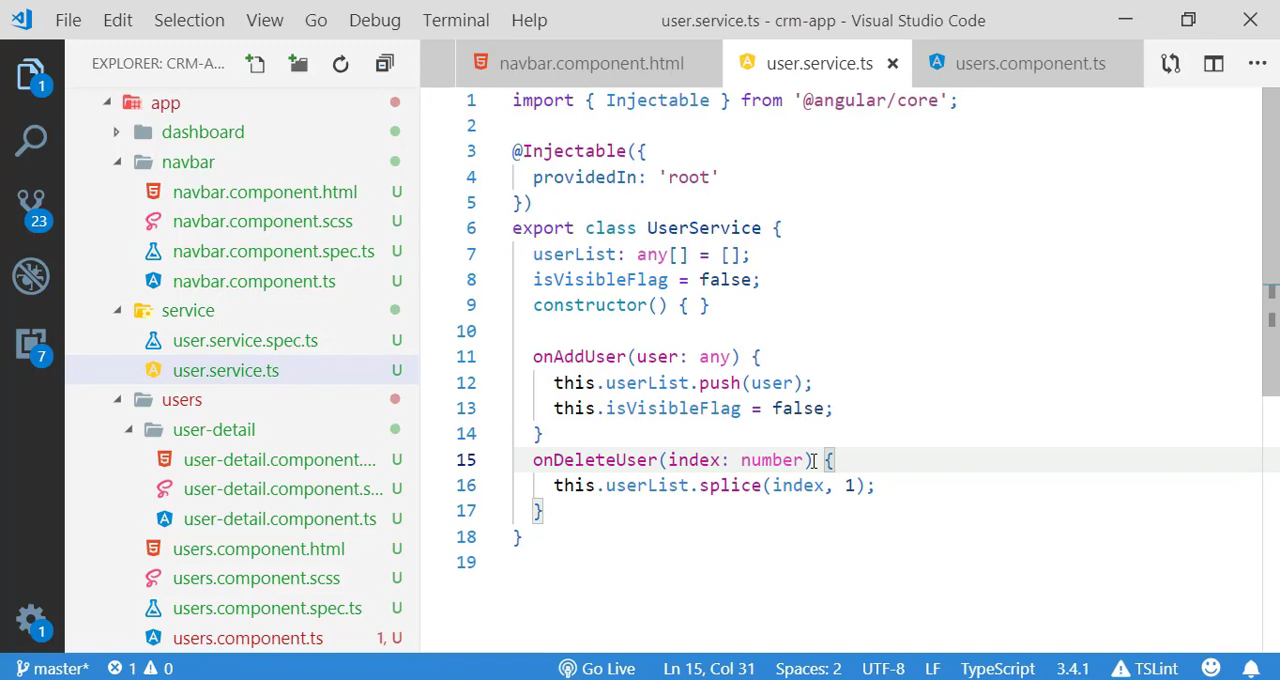 File Edit Selection View Go Debug Terminal Help user.service.ts - crm-app - Visual Studio Code
EXPLORER: CRM-A... navbar.component.html user.service.ts users.component.ts
app
dashboard
navbar
navbar.component.html U
navbar.component.scss U
navbar.component.spec.ts U
navbar.component.ts U
service
user.service.spec.ts U
user.service.ts U
users
user-detail
user-detail.component.... U
user-detail.component.s... U
user-detail.component.ts U
users.component.html U
users.component.scss U
users.component.spec.ts U
users.component.ts 1, U
1
23
7
1
1 import { Injectable } from '@angular/core';
2
3 @Injectable({
4 providedIn: 'root'
5 })
6 export class UserService {
7 userList: any[] = [];
8 isVisibleFlag = false;
9 constructor() { }
10
11 onAddUser(user: any) {
12 this.userList.push(user);
13 this.isVisibleFlag = false;
14 }
15 onDeleteUser(index: number) {
16 this.userList.splice(index, 1);
17 }
18 }
19
master* 1 0 Go Live Ln 15, Col 31 Spaces: 2 UTF-8 LF TypeScript 3.4.1 TSLint